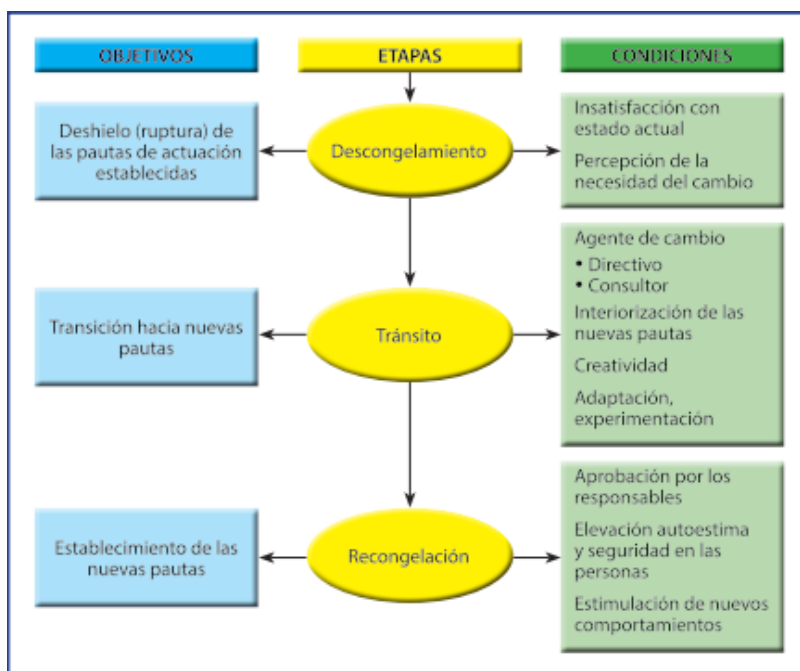 OBJETIVOS
ETAPAS
CONDICIONES
Deshielo (ruptura) de
las pautas de actuación
establecidas
Descongelamiento
Insatisfacción con
estado actual
Percepción de la
necesidad del cambio
Transición hacia nuevas
pautas
Tránsito
Agente de cambio
• Directivo
• Consultor
Interiorización de las
nuevas pautas
Creatividad
Adaptación,
experimentación
Establecimiento de las
nuevas pautas
Recongelación
Aprobación por los
responsables
Elevación autoestima
y seguridad en las
personas
Estimulación de nuevos
comportamientos